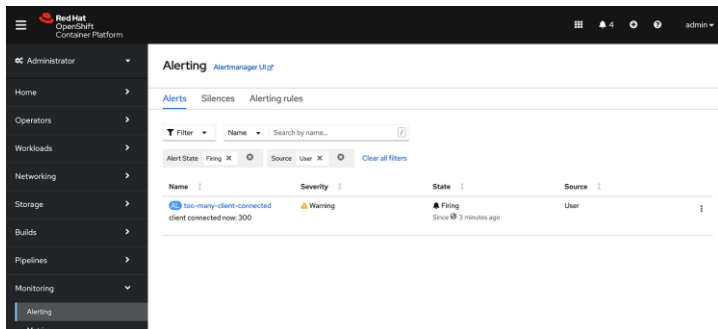 Red Hat
OpenShift
Container Platform
4
admin
Administrator
Home
Operators
Workloads
Networking
Storage
Builds
Pipelines
Monitoring
Alerting
Alerting Alertmanager UI
Alerts Silences Alerting rules
Filter Name Search by name... /
Alert State Firing × Source User × Clear all filters
Name Severity State Source
AL too-many-client-connected Warning Firing User
client connected now: 300 Since 3 minutes ago